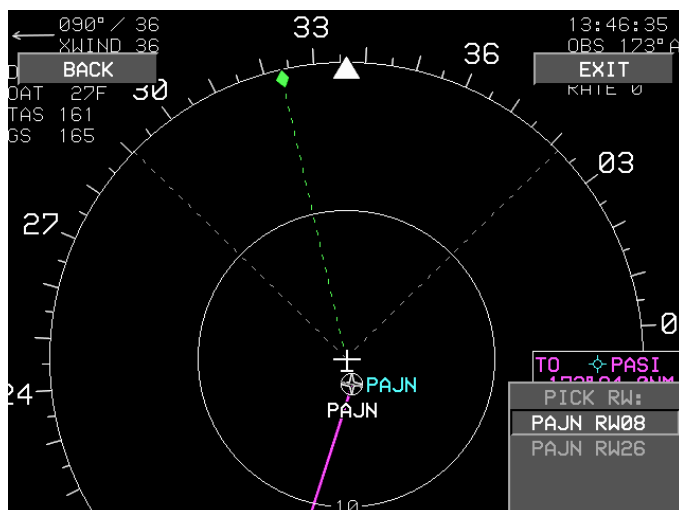 090° / 36
XWIND 36
BACK
OAT 27F
TAS 161
GS 165
13:46:35
OBS 173° A
EXIT
RATE 0
33
36
30
03
27
24
0
PAJN
PAJN
10
TO PASI
PICK RW:
PAJN RW08
PAJN RW26